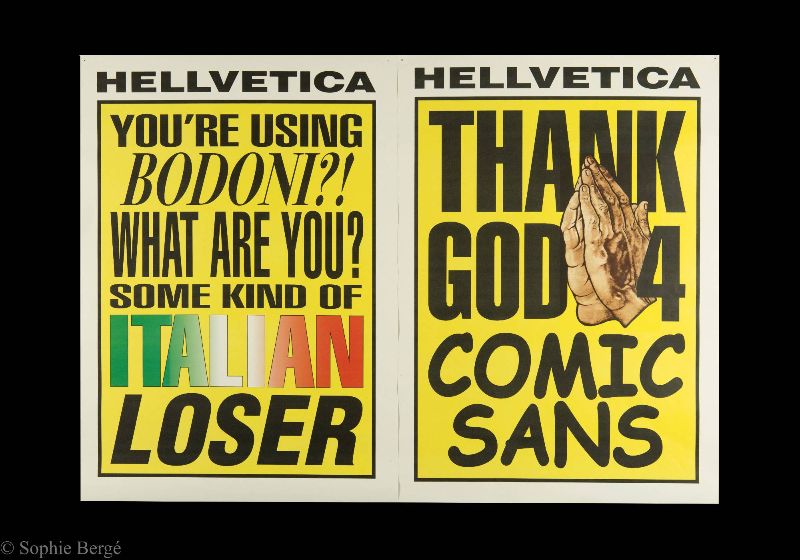 HELLVETICA
YOU'RE USING
BODONI?!
WHAT ARE YOU?
SOME KIND OF
ITALIAN
LOSER
HELLVETICA
THANK
GOD 4
COMIC
SANS
© Sophie Bergé